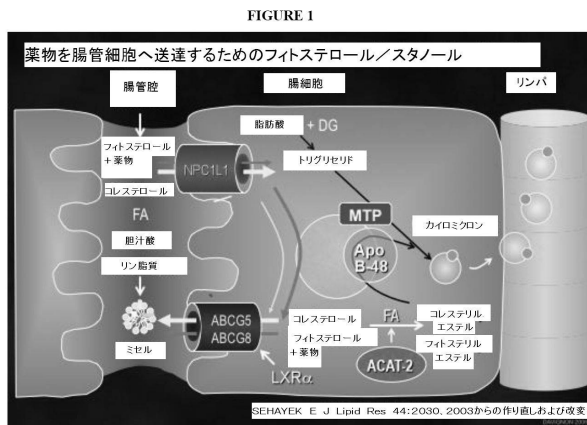 FIGURE 1
薬物を腸管細胞へ送達するためのフィトステロール／スタノール
腸管腔
腸細胞
リンパ
脂肪酸 + DG
フィトステロール
+ 薬物
NPC1L1
トリグリセリド
コレステロール
FA
MTP
カイロミクロン
胆汁酸
Apo
B-48
リン脂質
ABCG5
ABCG8
コレステロール
フィトステロール
+ 薬物
FA
コレステリル
エステル
フィトステリル
エステル
ミセル
LXRα
ACAT-2
SEHAYEK E J Lipid Res 44:2030, 2003からの作り直しおよび改変